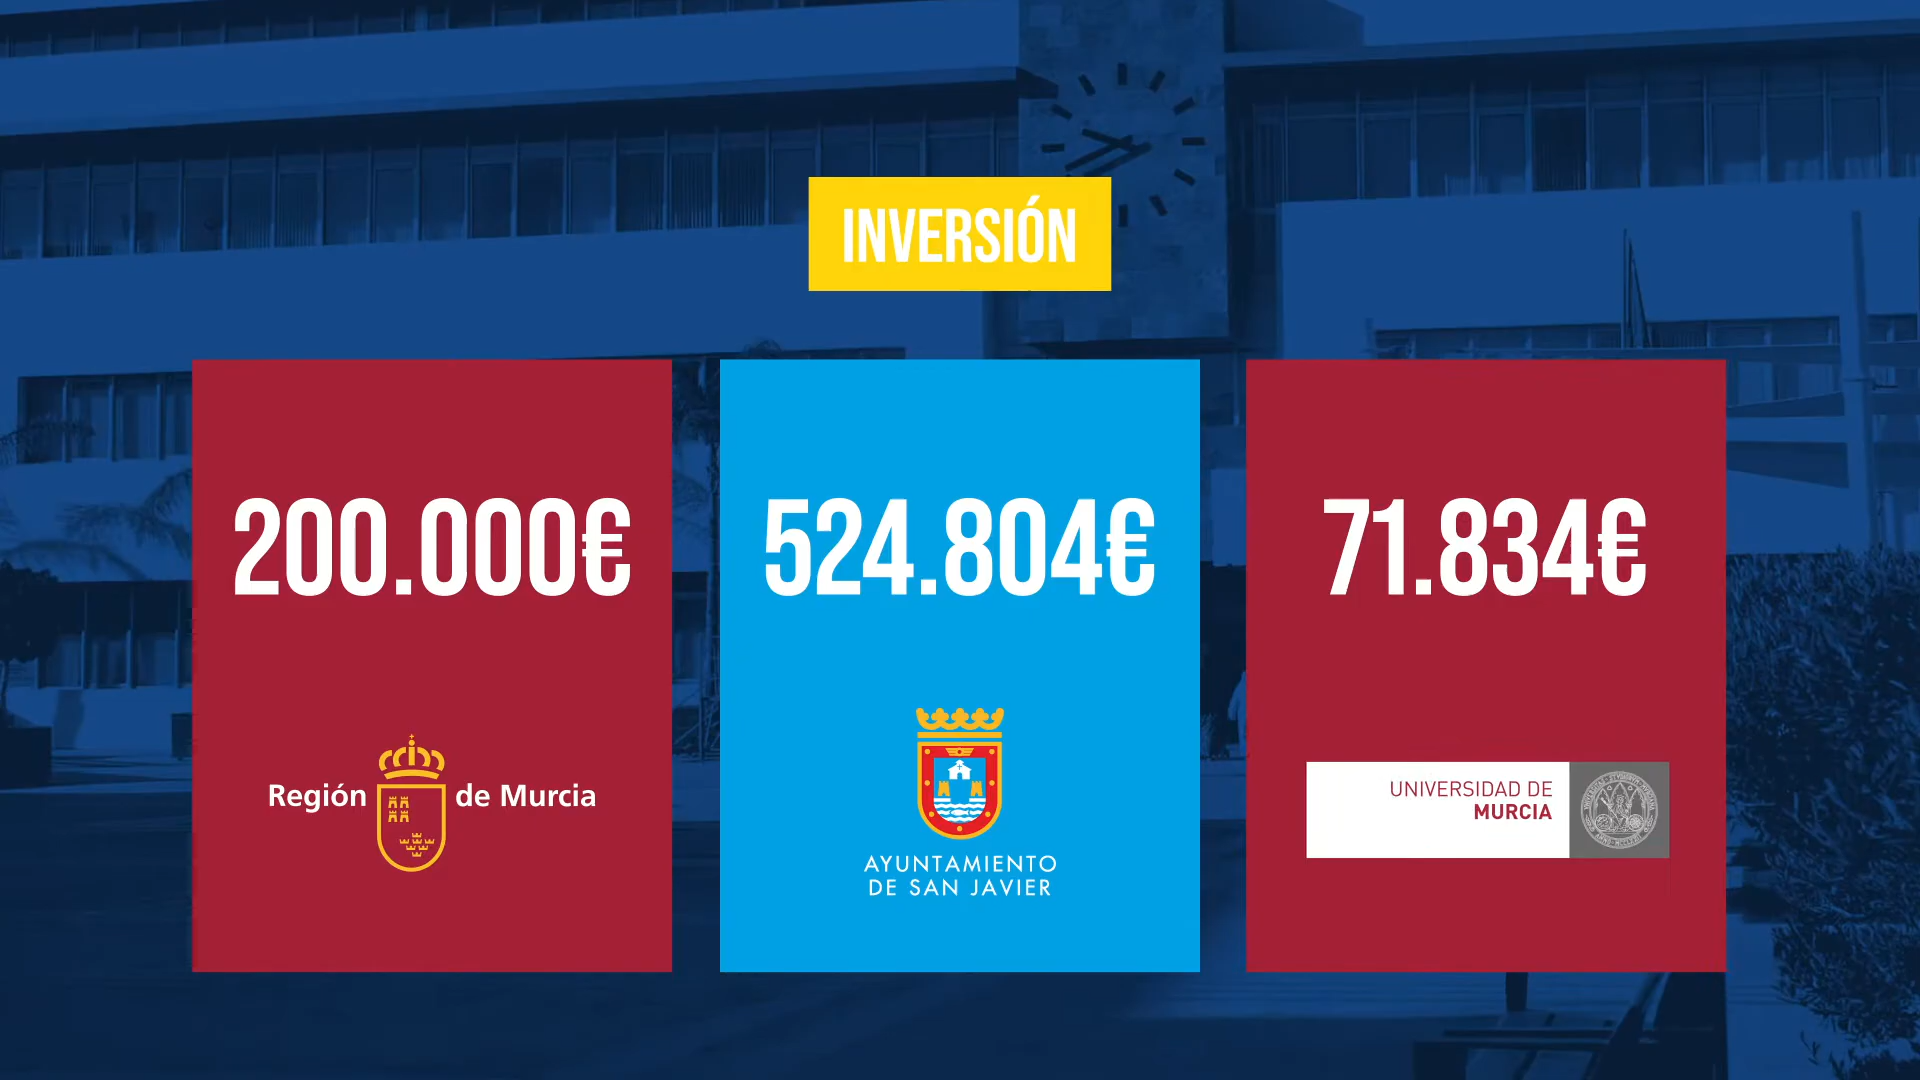 INVERSIÓN
200.000€
524.804€
71.834€
Región de Murcia
AYUNTAMIENTO
DE SAN JAVIER
UNIVERSIDAD DE
MURCIA